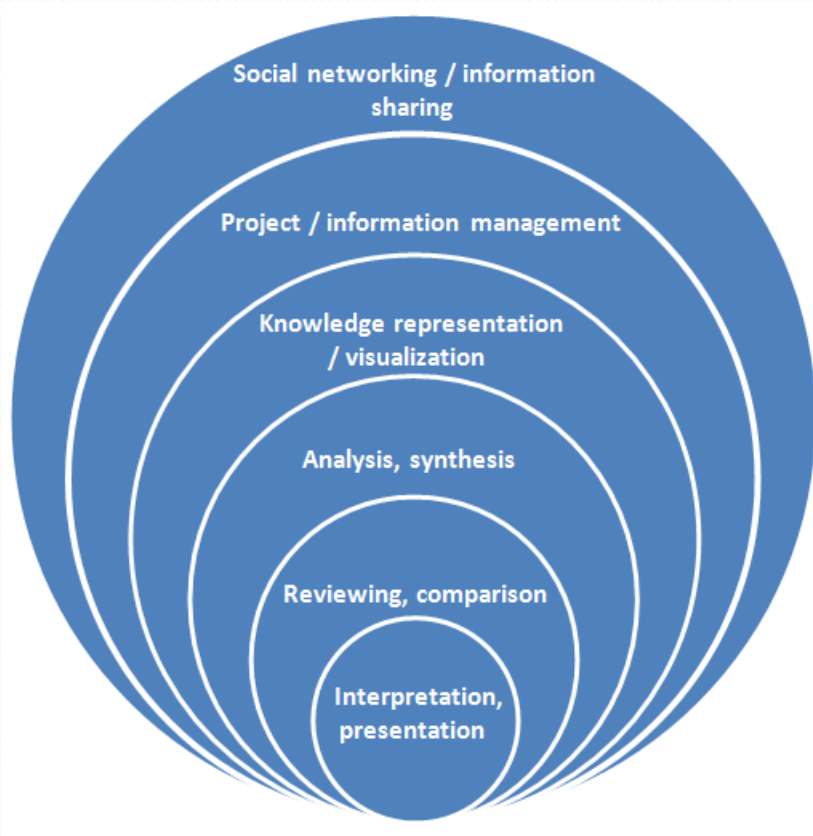 Social networking / information
sharing
Project / information management
Knowledge representation
/ visualization
Analysis, synthesis
Reviewing, comparison
Interpretation,
presentation